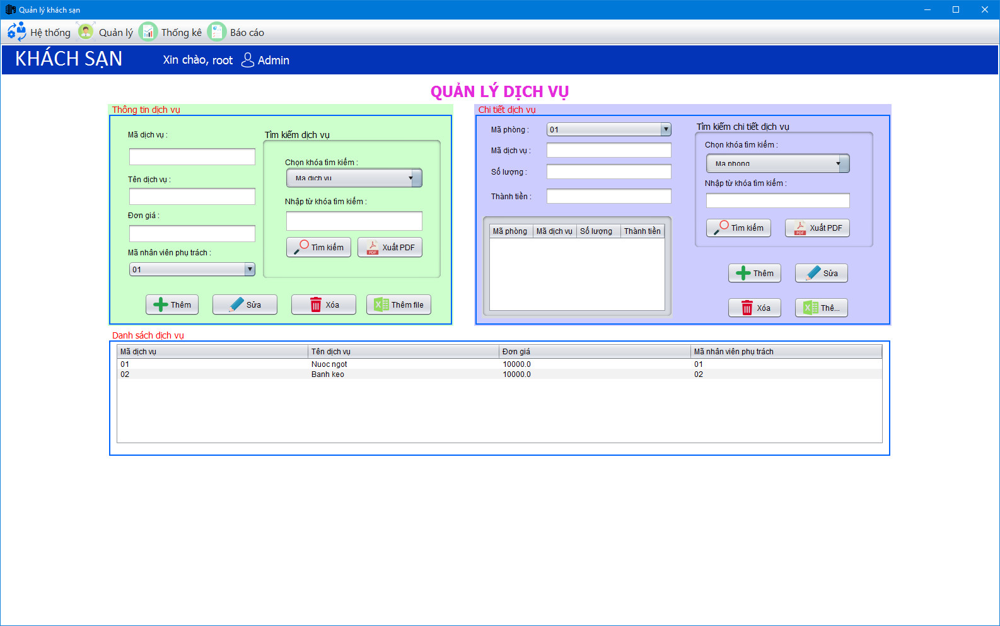 Quản lý khách sạn
Hệ thống Quản lý Thống kê Báo cáo
KHÁCH SẠN Xin chào, root Admin
QUẢN LÝ DỊCH VỤ
Thông tin dịch vụ
Mã dịch vụ :
Tên dịch vụ :
Đơn giá :
Mã nhân viên phụ trách :
01
Tìm kiếm dịch vụ
Chọn khóa tìm kiếm :
Ma dich vu
Nhập từ khóa tìm kiếm :
Tìm kiếm Xuất PDF
Thêm Sửa Xóa Thêm file
Chi tiết dịch vụ
Mã phòng : 01
Mã dịch vụ :
Số lượng :
Thành tiền :
Mã phòng Mã dịch vụ Số lượng Thành tiền
Tìm kiếm chi tiết dịch vụ
Chọn khóa tìm kiếm :
Ma phong
Nhập từ khóa tìm kiếm :
Tìm kiếm Xuất PDF
Thêm Sửa
Xóa Thê...
Danh sách dịch vụ
Mã dịch vụ Tên dịch vụ Đơn giá Mã nhân viên phụ trách
01 Nuoc ngot 10000.0 01
02 Banh keo 10000.0 02